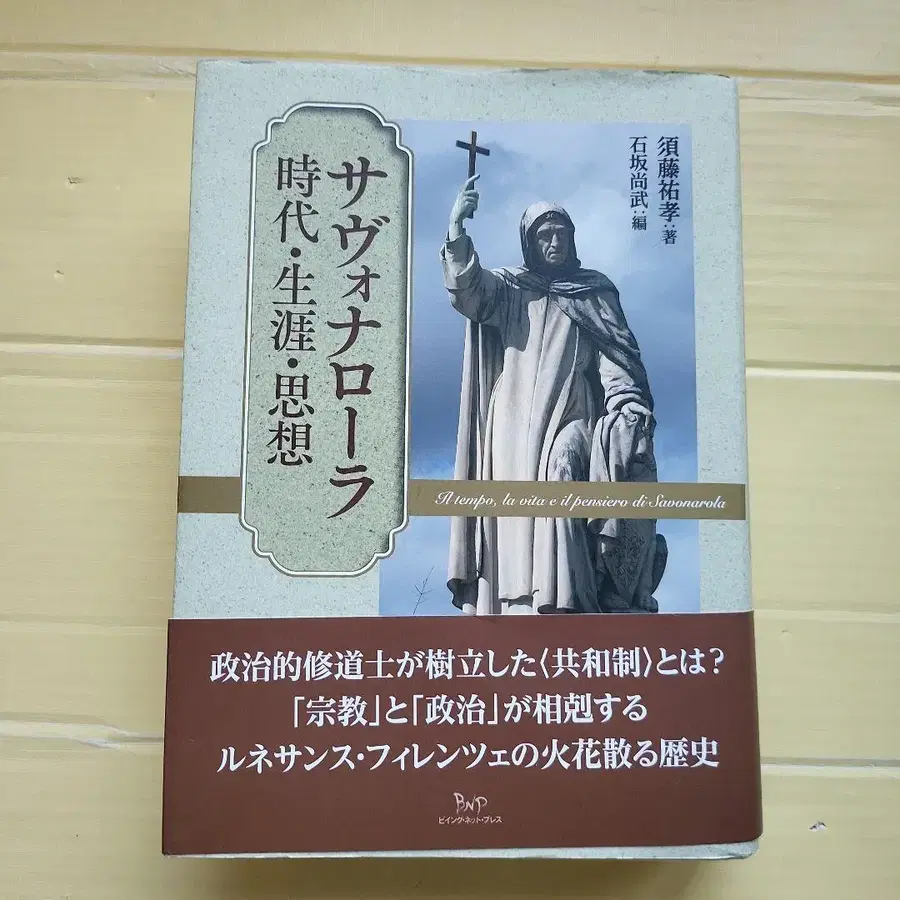 サヴォナローラ
時代・生涯・思想
須藤祐孝：著
石坂尚武：編
Il tempo, la vita e il pensiero di Savonarola
政治的修道士が樹立した〈共和制〉とは？
「宗教」と「政治」が相剋する
ルネサンス・フィレンツェの火花散る歴史
BNP
ビイング・ネット・プレス